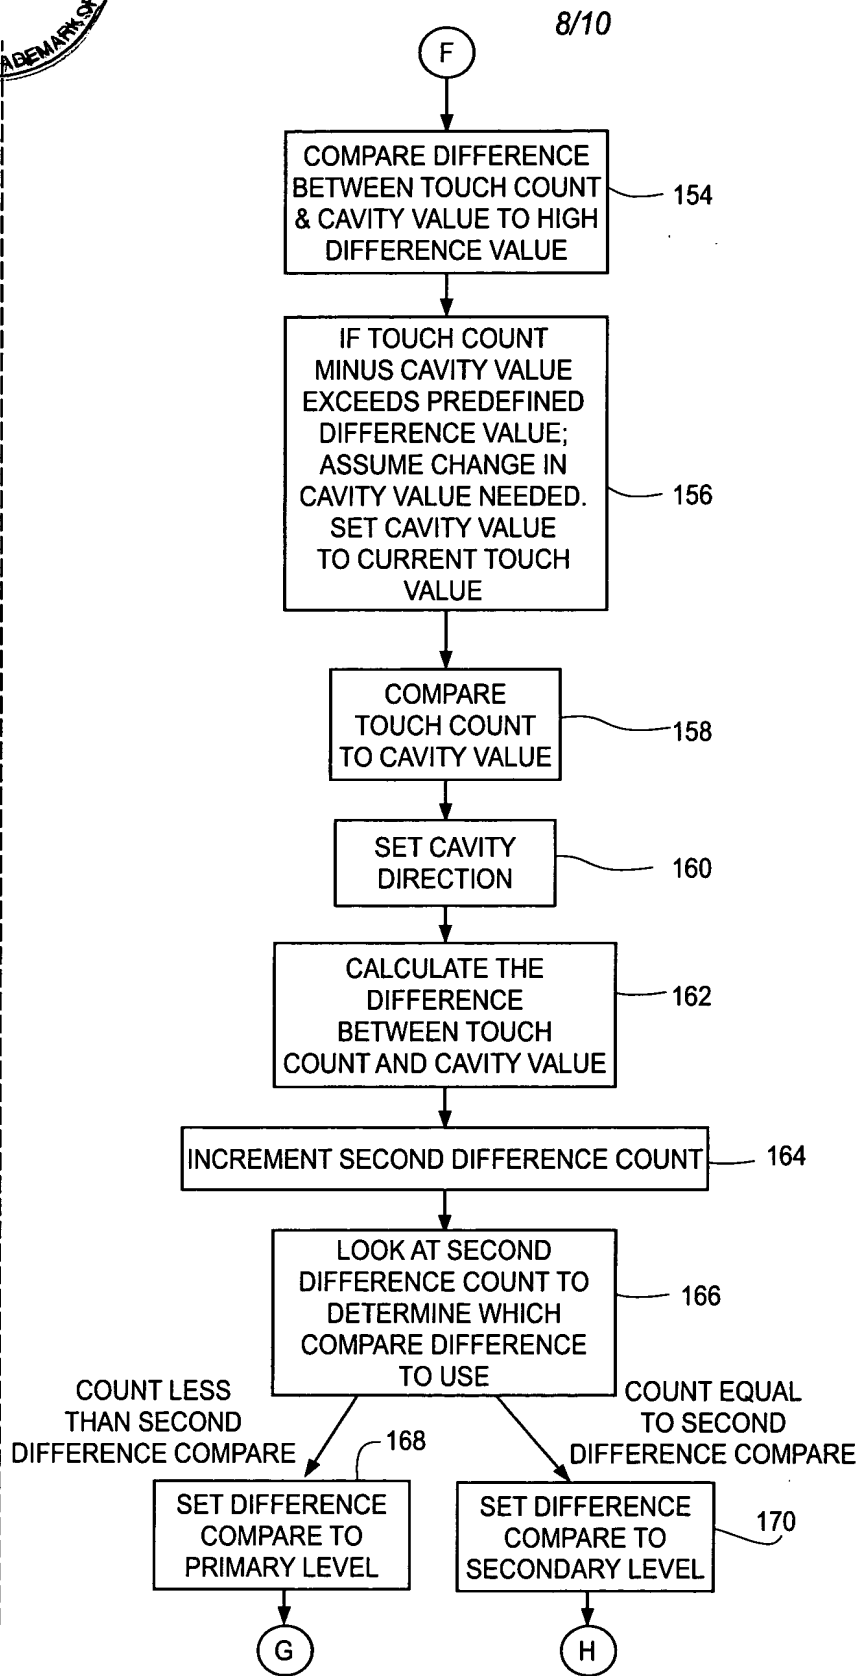 ADEMARK OF
8/10
F
COMPARE DIFFERENCE
BETWEEN TOUCH COUNT
& CAVITY VALUE TO HIGH
DIFFERENCE VALUE
154
IF TOUCH COUNT
MINUS CAVITY VALUE
EXCEEDS PREDEFINED
DIFFERENCE VALUE;
ASSUME CHANGE IN
CAVITY VALUE NEEDED.
SET CAVITY VALUE
TO CURRENT TOUCH
VALUE
156
COMPARE
TOUCH COUNT
TO CAVITY VALUE
158
SET CAVITY
DIRECTION
160
CALCULATE THE
DIFFERENCE
BETWEEN TOUCH
COUNT AND CAVITY VALUE
162
INCREMENT SECOND DIFFERENCE COUNT
164
LOOK AT SECOND
DIFFERENCE COUNT TO
DETERMINE WHICH
COMPARE DIFFERENCE
TO USE
166
COUNT LESS
THAN SECOND
DIFFERENCE COMPARE
COUNT EQUAL
TO SECOND
DIFFERENCE COMPARE
168
SET DIFFERENCE
COMPARE TO
PRIMARY LEVEL
SET DIFFERENCE
COMPARE TO
SECONDARY LEVEL
170
G
H